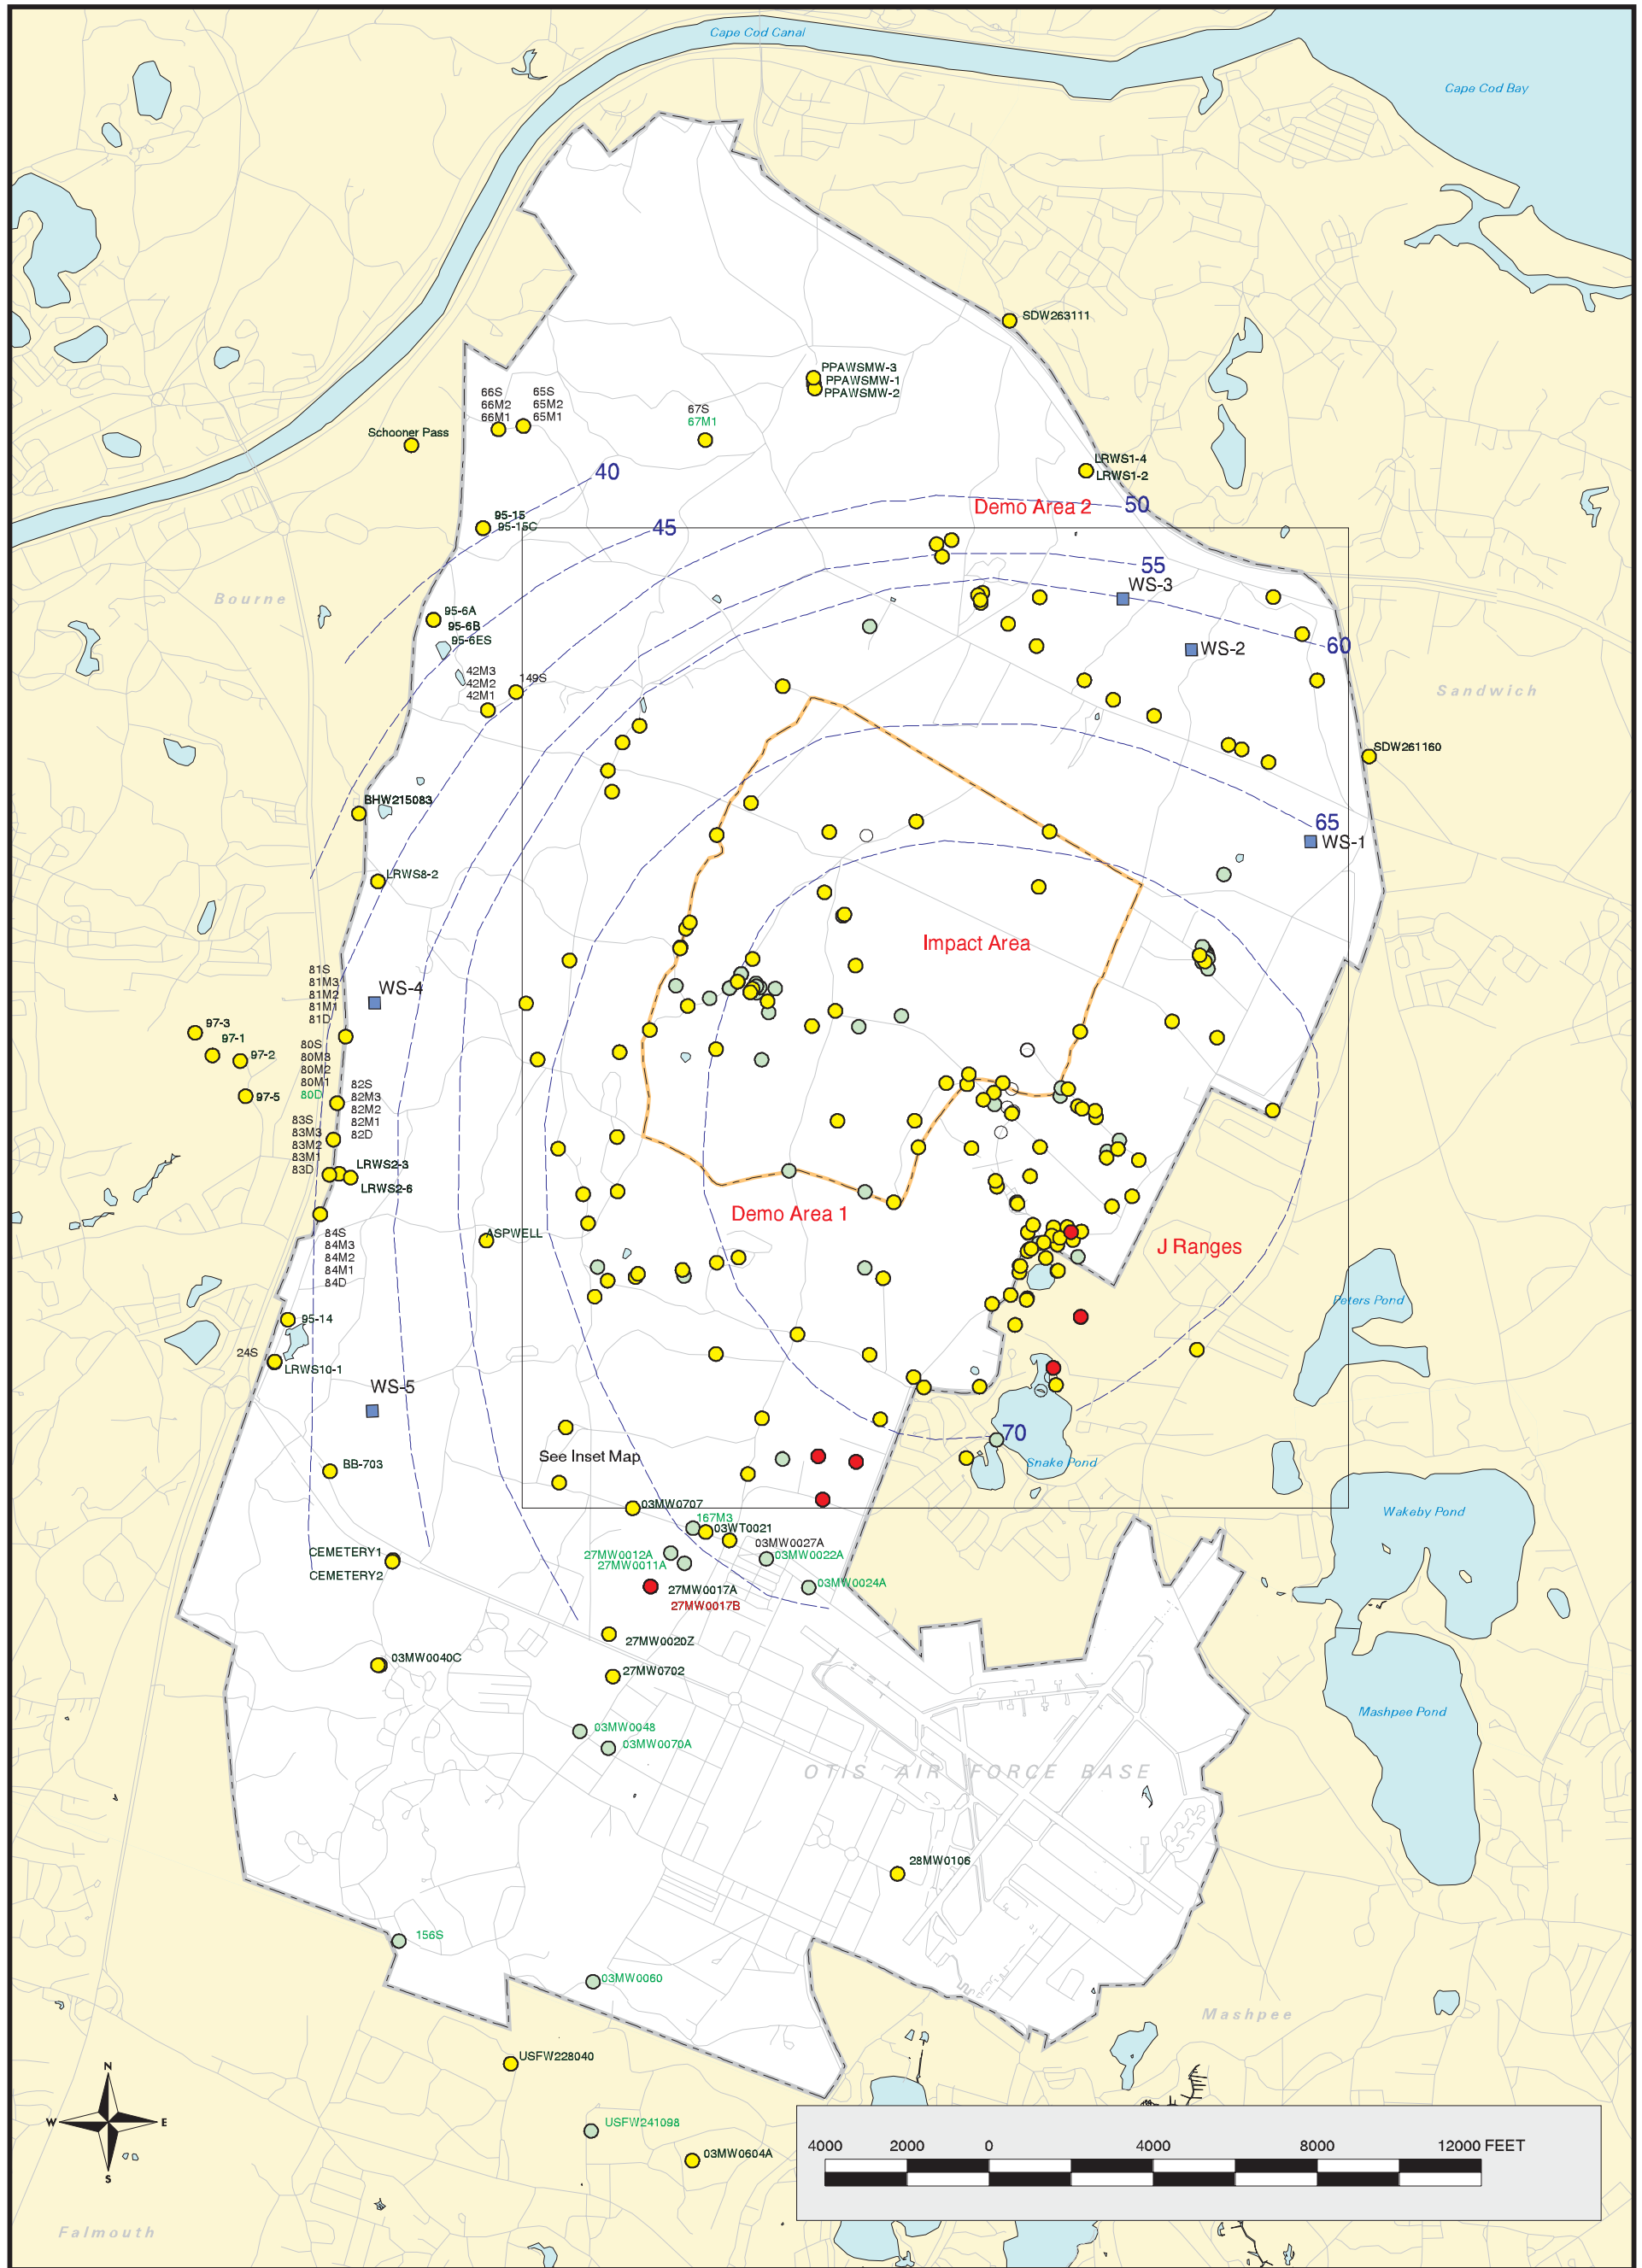 Cape Cod Canal
Cape Cod Bay
SDW263111
PPAWSMW-3
PPAWSMW-1
PPAWSMW-2
66S
66M2
66M1
65S
65M2
65M1
67S
67M1
Schooner Pass
LRWS1-4
LRWS1-2
40
Demo Area 2
50
95-15
95-15C
45
55
WS-3
Bourne
95-6A
95-6B
95-6ES
60
WS-2
42M3
42M2
42M1
149S
Sandwich
SDW261160
BHW215083
65
WS-1
LRWS8-2
Impact Area
81S
81M3
81M2
81M1
81D
WS-4
97-3
97-1
97-2
97-5
80S
80M3
80M2
80M1
80D
82S
82M3
82M2
82M1
82D
83S
83M3
83M2
83M1
83D
LRWS2-3
LRWS2-6
Demo Area 1
84S
84M3
84M2
84M1
84D
ASPWELL
J Ranges
Peters Pond
95-14
24S
LRWS10-1
WS-5
70
See Inset Map
Snake Pond
BB-703
Wakeby Pond
03MW0707
167M3
03WT0021
03MW0027A
03MW0022A
27MW0012A
27MW0011A
CEMETERY1
CEMETERY2
03MW0024A
27MW0017A
27MW0017B
27MW0020Z
03MW0040C
27MW0702
Mashpee Pond
03MW0048
03MW0070A
OTIS AIR FORCE BASE
28MW0106
156S
03MW0060
Mashpee
USFW228040
N
W
E
S
USFW241098
03MW0604A
4000 2000 0 4000 8000 12000 FEET
Falmouth